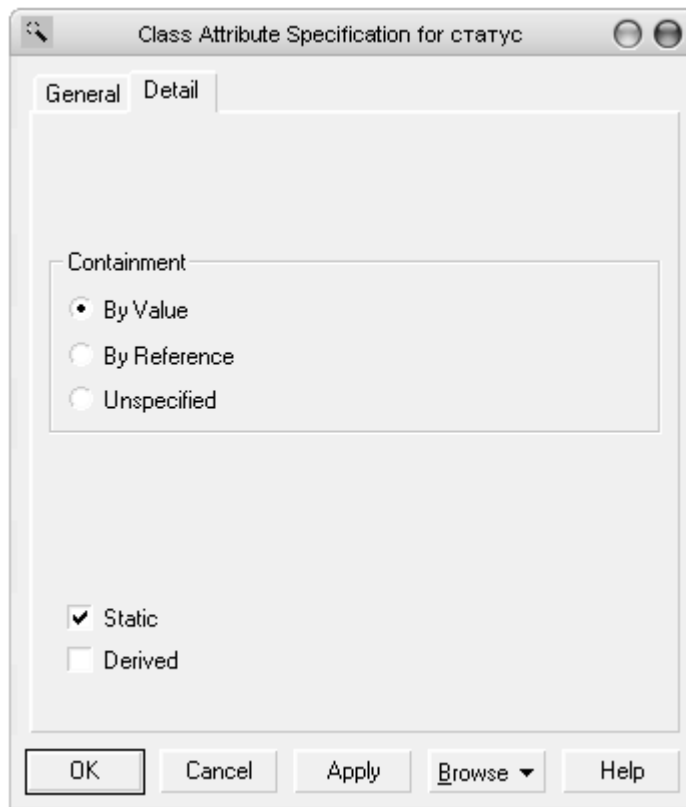 Class Attribute Specification for статус
General Detail
Containment
By Value
By Reference
Unspecified
Static
Derived
OK Cancel Apply Browse Help